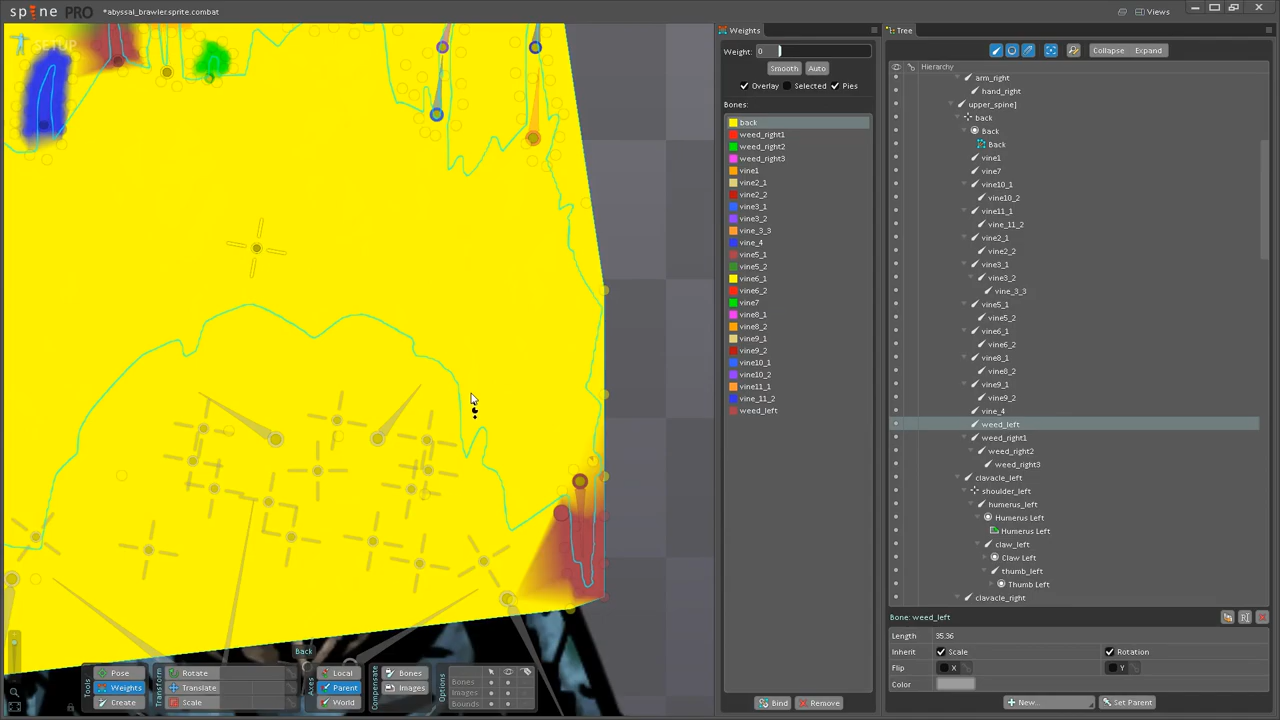 spine PRO
*abyssal_brawler.sprite.combat
Views
SETUP
Weights
Weight: 0
Smooth
Auto
Overlay
Selected
Pies
Bones:
back
weed_right1
weed_right2
weed_right3
vine1
vine2_1
vine2_2
vine3_1
vine3_2
vine_3_3
vine_4
vine5_1
vine5_2
vine6_1
vine6_2
vine7
vine8_1
vine8_2
vine9_1
vine9_2
vine10_1
vine10_2
vine11_1
vine_11_2
weed_left
Bind
Remove
Tree
Collapse
Expand
Hierarchy
arm_right
hand_right
upper_spine]
back
Back
Back
vine1
vine7
vine10_1
vine10_2
vine11_1
vine_11_2
vine2_1
vine2_2
vine3_1
vine3_2
vine_3_3
vine5_1
vine5_2
vine6_1
vine6_2
vine8_1
vine8_2
vine9_1
vine9_2
vine_4
weed_left
weed_right1
weed_right2
weed_right3
clavacle_left
shoulder_left
humerus_left
Humerus Left
Humerus Left
claw_left
Claw Left
thumb_left
Thumb Left
clavacle_right
Bone: weed_left
Length 35.36
Inherit Scale Rotation
Flip X Y
Color
New...
Set Parent
Back
Tools
Pose
Weights
Create
Transform
Rotate
Translate
Scale
Axes
Local
Parent
World
Compensate
Bones
Images
Options
Bones
Images
Bounds